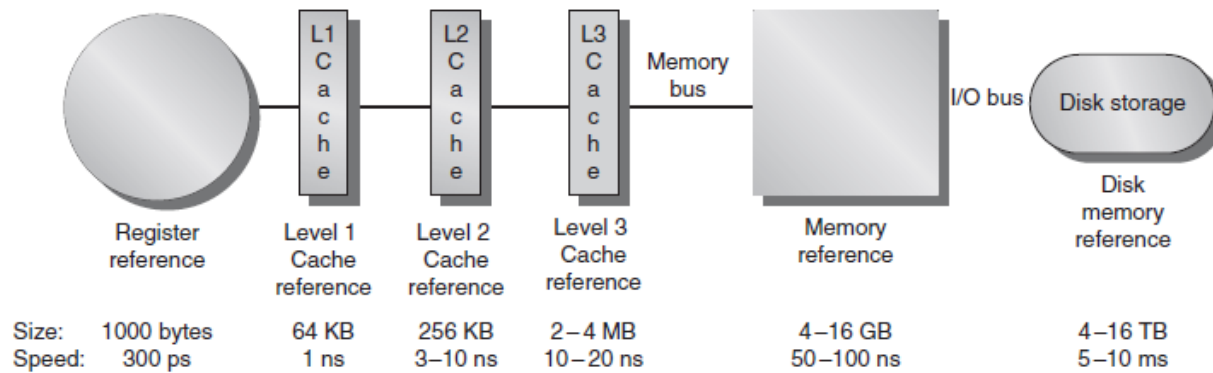 L1
C
a
c
h
e
L2
C
a
c
h
e
L3
C
a
c
h
e
Memory
bus
I/O bus
Disk storage
Register
reference
Level 1
Cache
reference
Level 2
Cache
reference
Level 3
Cache
reference
Memory
reference
Disk
memory
reference
Size: 1000 bytes 64 KB 256 KB 2–4 MB 4–16 GB 4–16 TB
Speed: 300 ps 1 ns 3–10 ns 10–20 ns 50–100 ns 5–10 ms